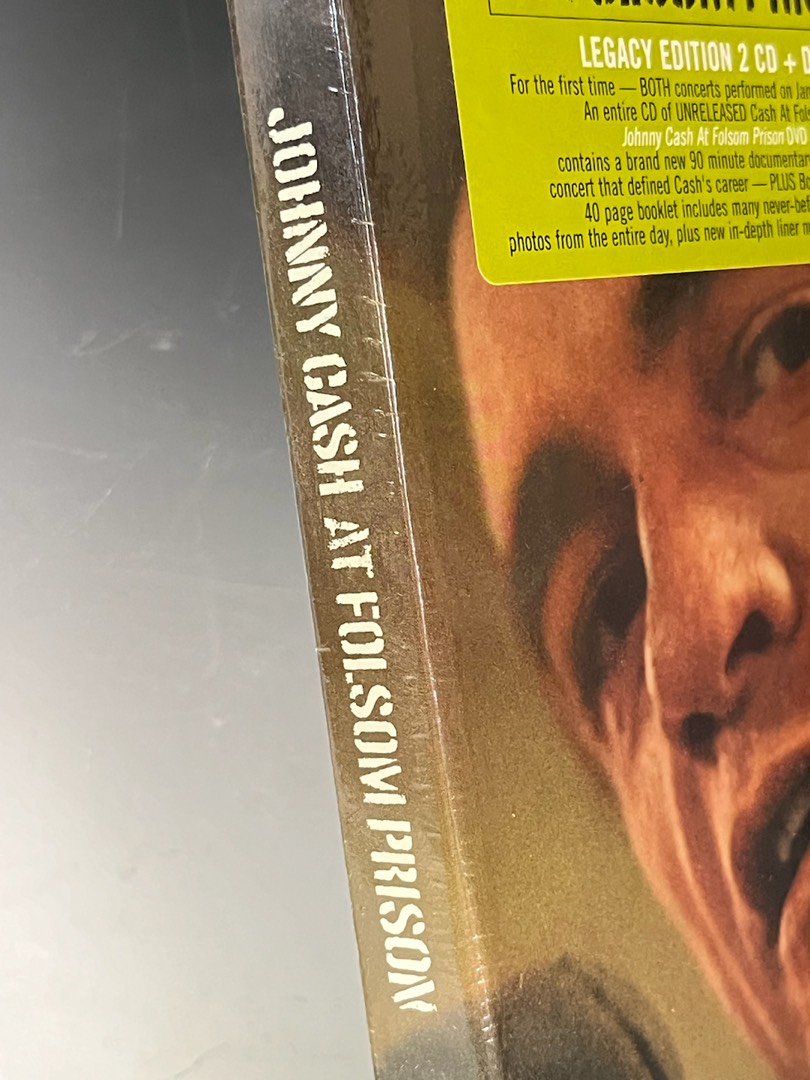 LEGACY EDITION 2 CD +
For the first time — BOTH concerts performed on
An entire CD of UNRELEASED Cash At
Johnny Cash At Folsom Prison DVD
contains a brand new 90 minute
concert that defined Cash's career — PLUS
40 page booklet includes many
photos from the entire day, plus new in-depth liner
JOHNNY CASH AT FOLSOM PRISON